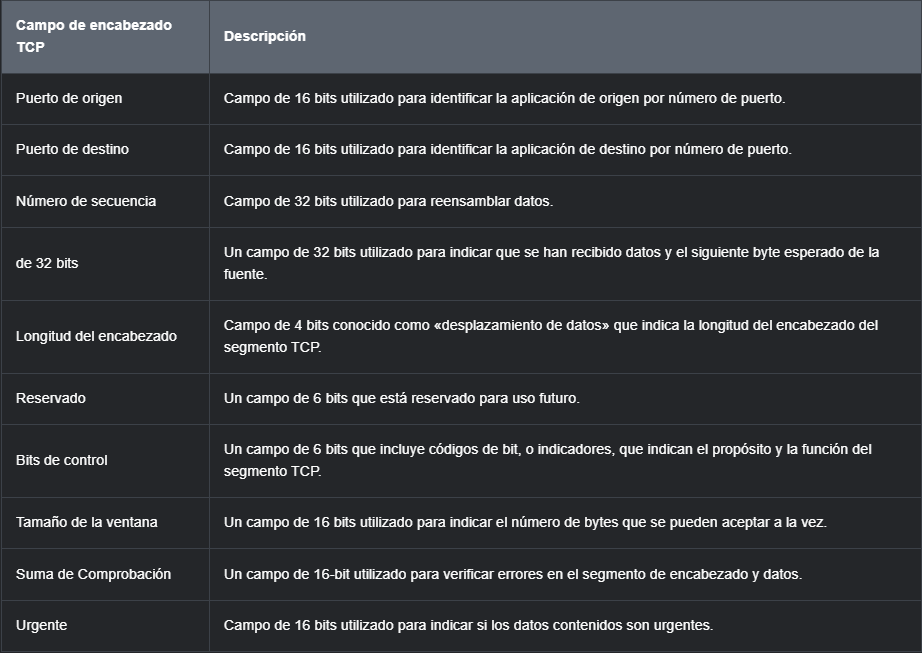 Campo de encabezado
TCP
Descripción
Puerto de origen
Campo de 16 bits utilizado para identificar la aplicación de origen por número de puerto.
Puerto de destino
Campo de 16 bits utilizado para identificar la aplicación de destino por número de puerto.
Número de secuencia
Campo de 32 bits utilizado para reensamblar datos.
de 32 bits
Un campo de 32 bits utilizado para indicar que se han recibido datos y el siguiente byte esperado de la
fuente.
Longitud del encabezado
Campo de 4 bits conocido como «desplazamiento de datos» que indica la longitud del encabezado del
segmento TCP.
Reservado
Un campo de 6 bits que está reservado para uso futuro.
Bits de control
Un campo de 6 bits que incluye códigos de bit, o indicadores, que indican el propósito y la función del
segmento TCP.
Tamaño de la ventana
Un campo de 16 bits utilizado para indicar el número de bytes que se pueden aceptar a la vez.
Suma de Comprobación
Un campo de 16-bit utilizado para verificar errores en el segmento de encabezado y datos.
Urgente
Campo de 16 bits utilizado para indicar si los datos contenidos son urgentes.